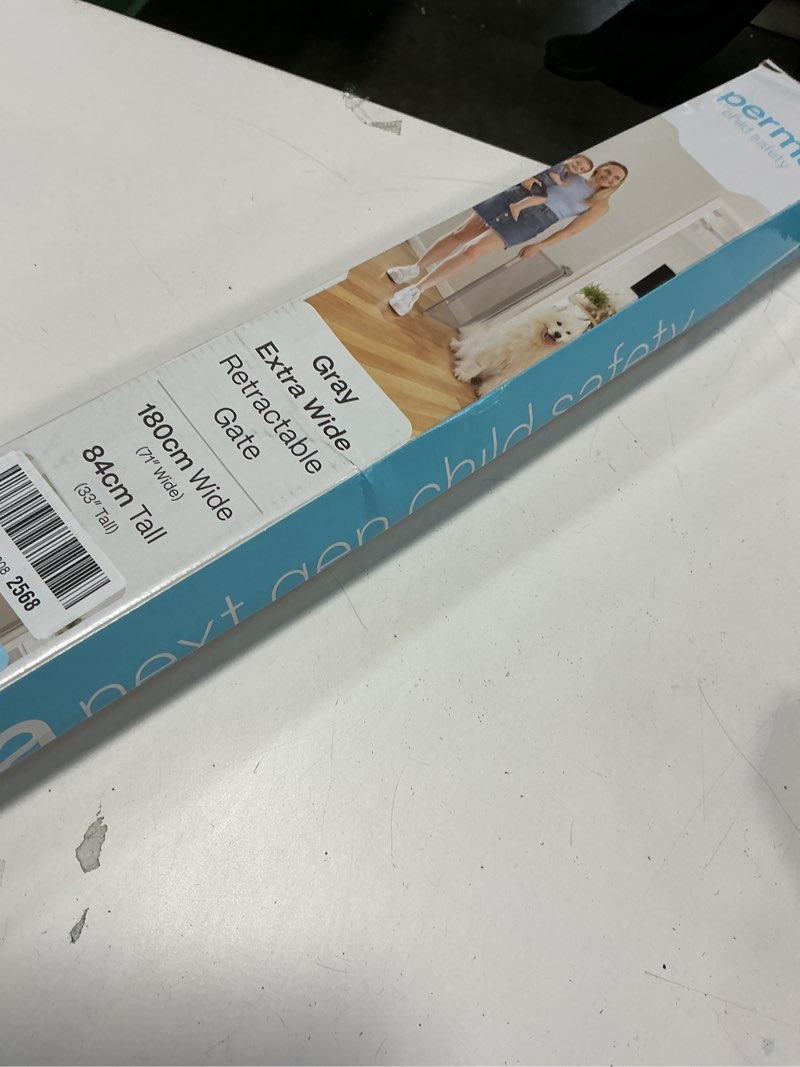 child safety
Gray
Extra Wide
Retractable
Gate
180cm Wide
(71" Wide)
84cm Tall
(33" Tall)
2568
next gen child safety